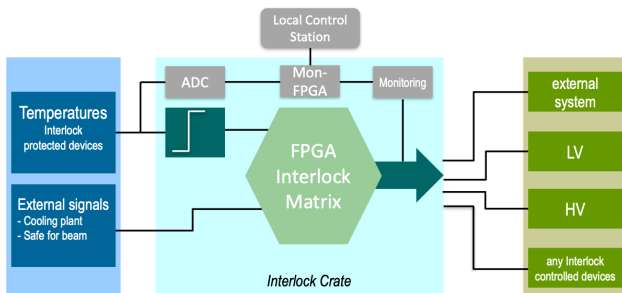 Local Control
Station
ADC
Mon-
FPGA
Monitoring
Temperatures
Interlock
protected devices
External signals
- Cooling plant
- Safe for beam
FPGA
Interlock
Matrix
Interlock Crate
external
system
LV
HV
any Interlock
controlled devices